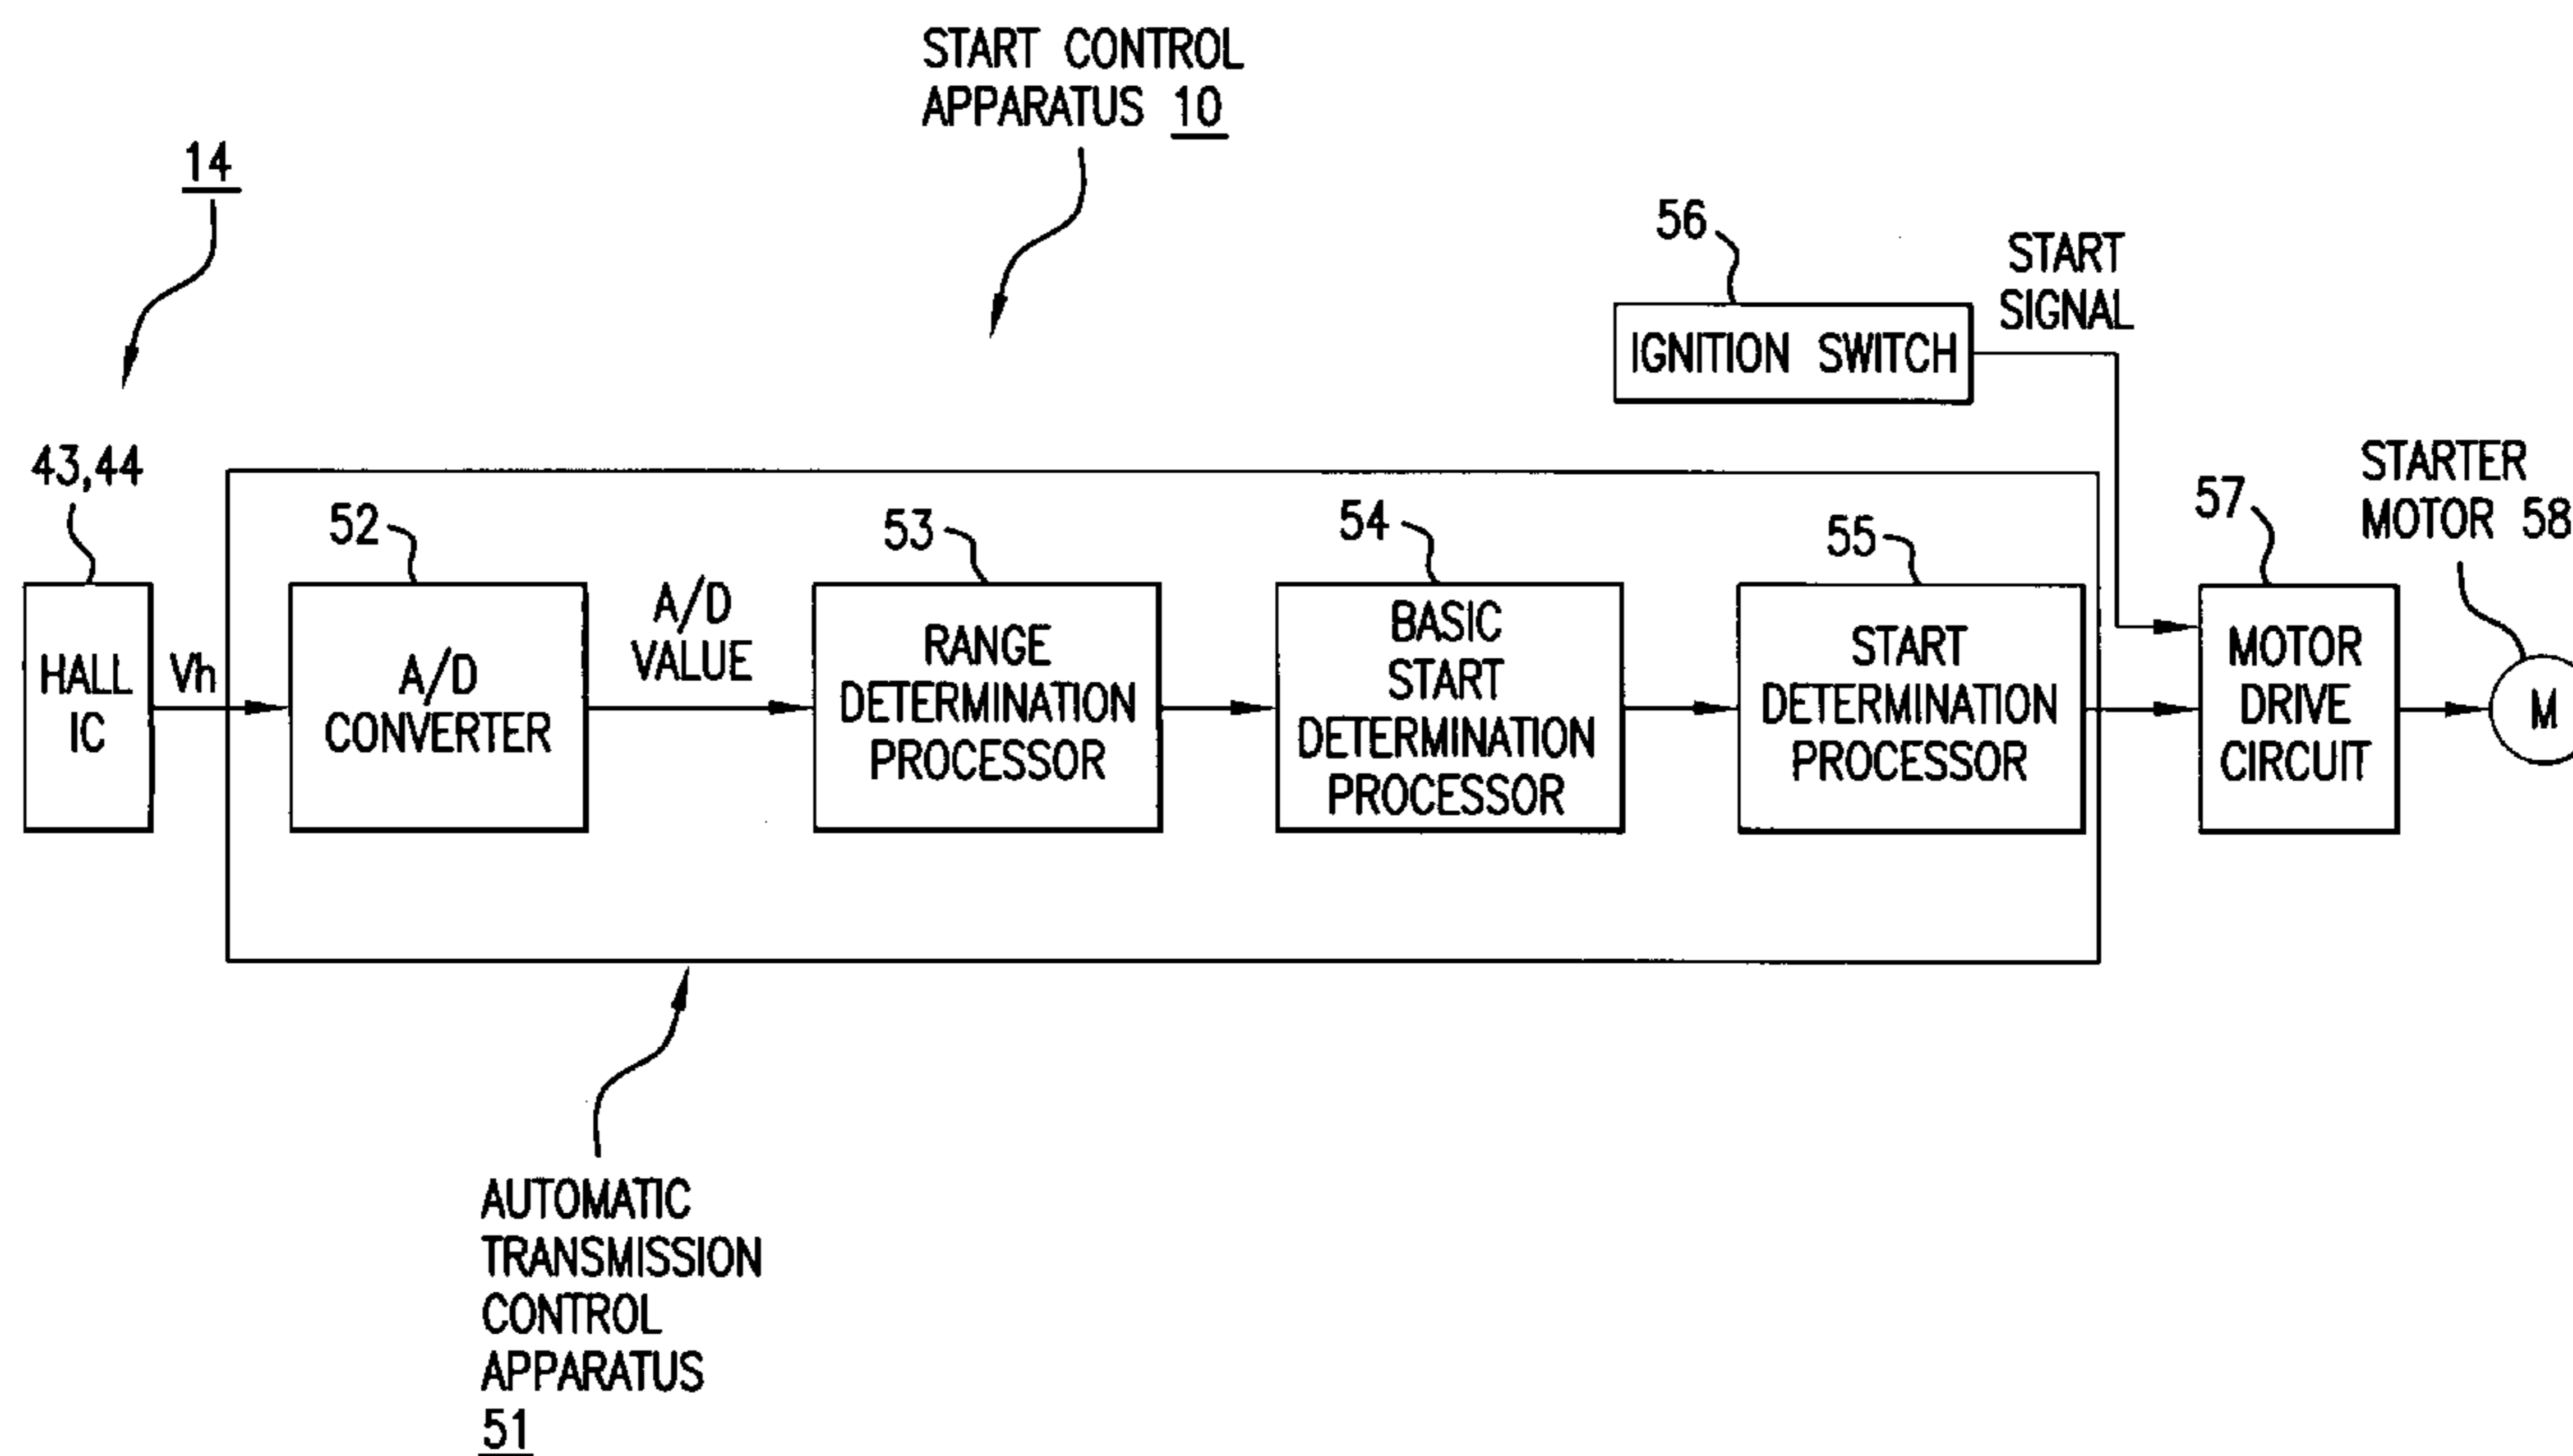 START CONTROL
APPARATUS 10
14
56
START
SIGNAL
IGNITION SWITCH
43,44
52
53
54
55
57
STARTER
MOTOR 58
HALL
IC
Vh
A/D
CONVERTER
A/D
VALUE
RANGE
DETERMINATION
PROCESSOR
BASIC
START
DETERMINATION
PROCESSOR
START
DETERMINATION
PROCESSOR
MOTOR
DRIVE
CIRCUIT
M
AUTOMATIC
TRANSMISSION
CONTROL
APPARATUS
51